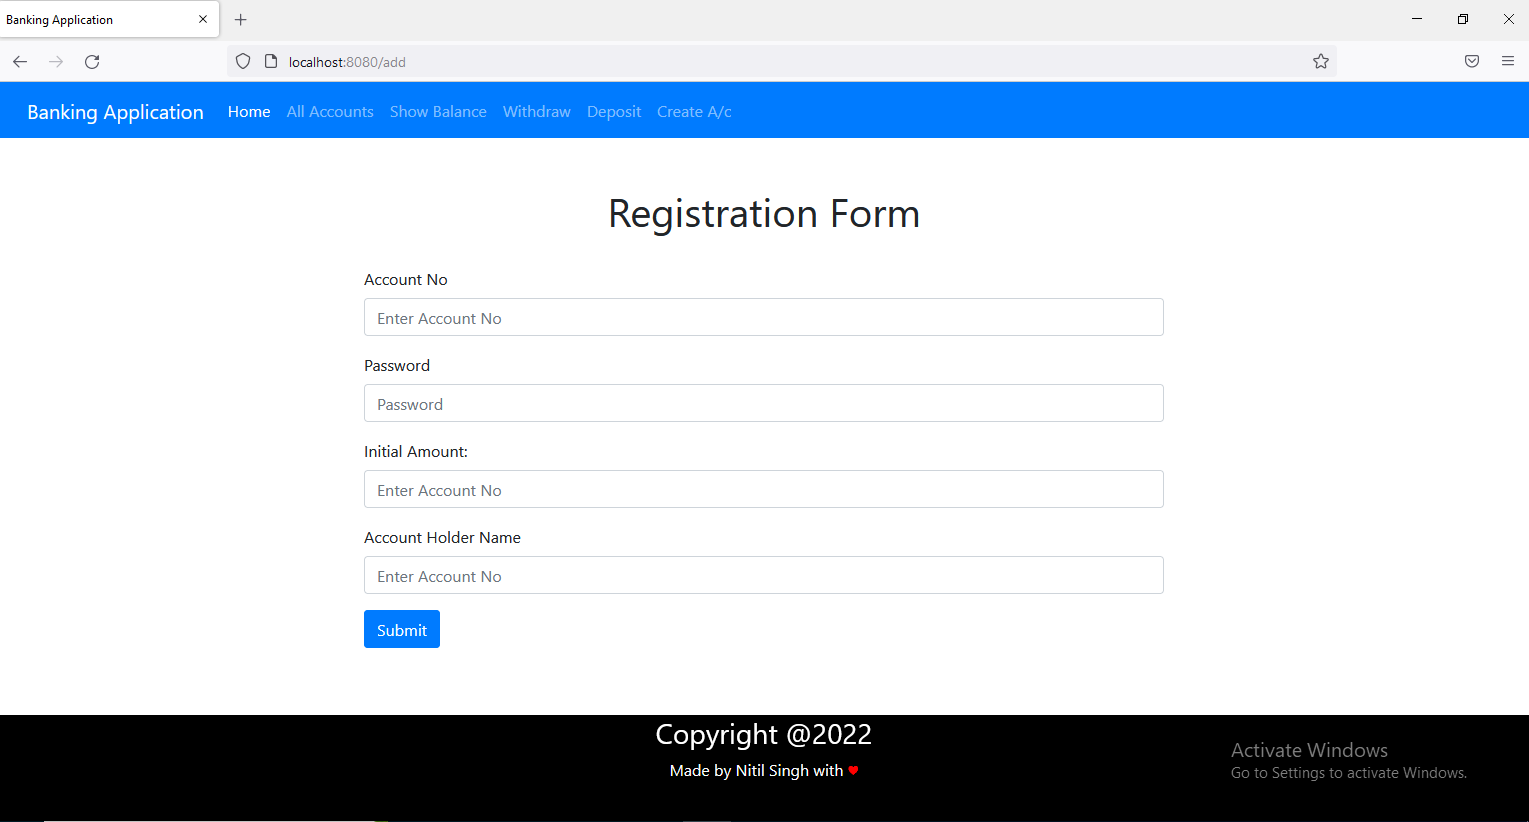 Banking Application
localhost:8080/add
Banking Application Home All Accounts Show Balance Withdraw Deposit Create A/c
Registration Form
Account No
Enter Account No
Password
Password
Initial Amount:
Enter Account No
Account Holder Name
Enter Account No
Submit
Copyright @2022
Made by Nitil Singh with ♥
Activate Windows
Go to Settings to activate Windows.